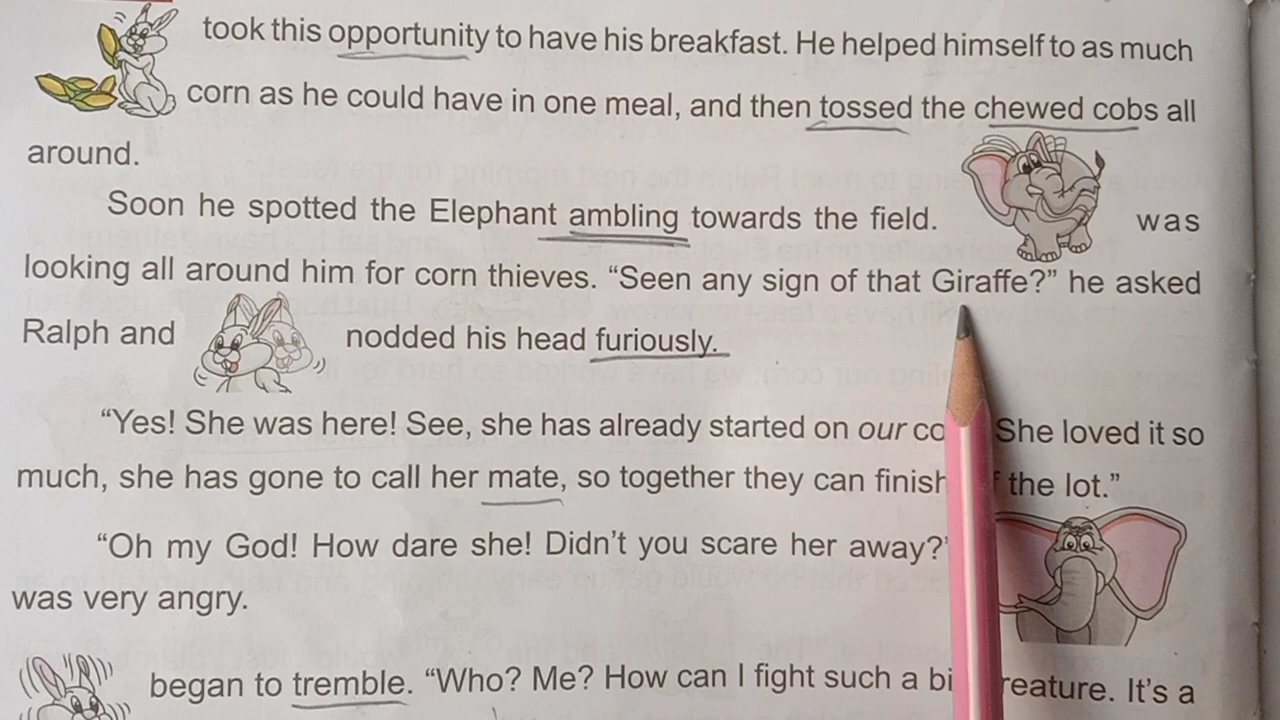 took this opportunity to have his breakfast. He helped himself to as much
corn as he could have in one meal, and then tossed the chewed cobs all
around.
Soon he spotted the Elephant ambling towards the field. was
looking all around him for corn thieves. “Seen any sign of that Giraffe?” he asked
Ralph and nodded his head furiously.
“Yes! She was here! See, she has already started on our She loved it so
much, she has gone to call her mate, so together they can finish the lot.”
“Oh my God! How dare she! Didn’t you scare her away?”
was very angry.
began to tremble. “Who? Me? How can I fight such a It’s a